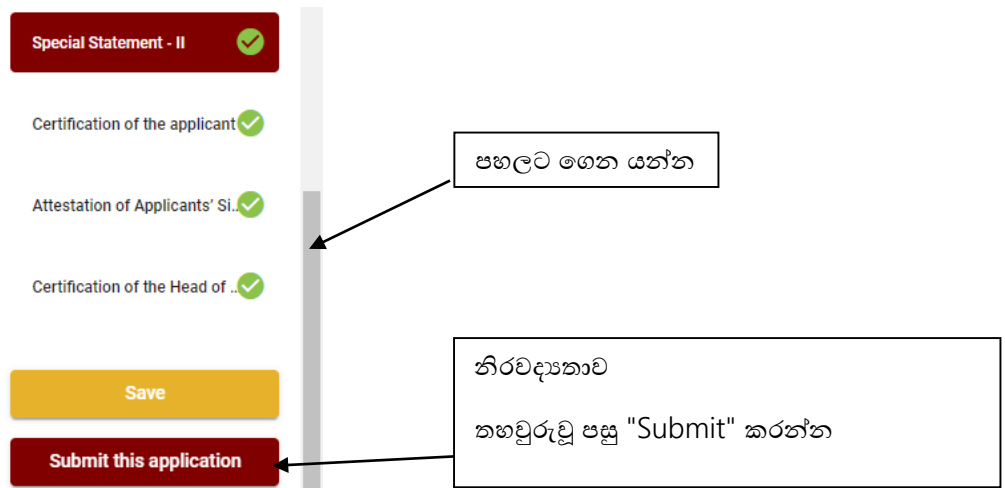 Special Statement - II
Certification of the applicant
පහලට ගෙන යන්න
Attestation of Applicants' Si..
Certification of the Head of ..
Save
Submit this application
නිරවද්‍යතාව
තහවුරුවූ පසු "Submit" කරන්න